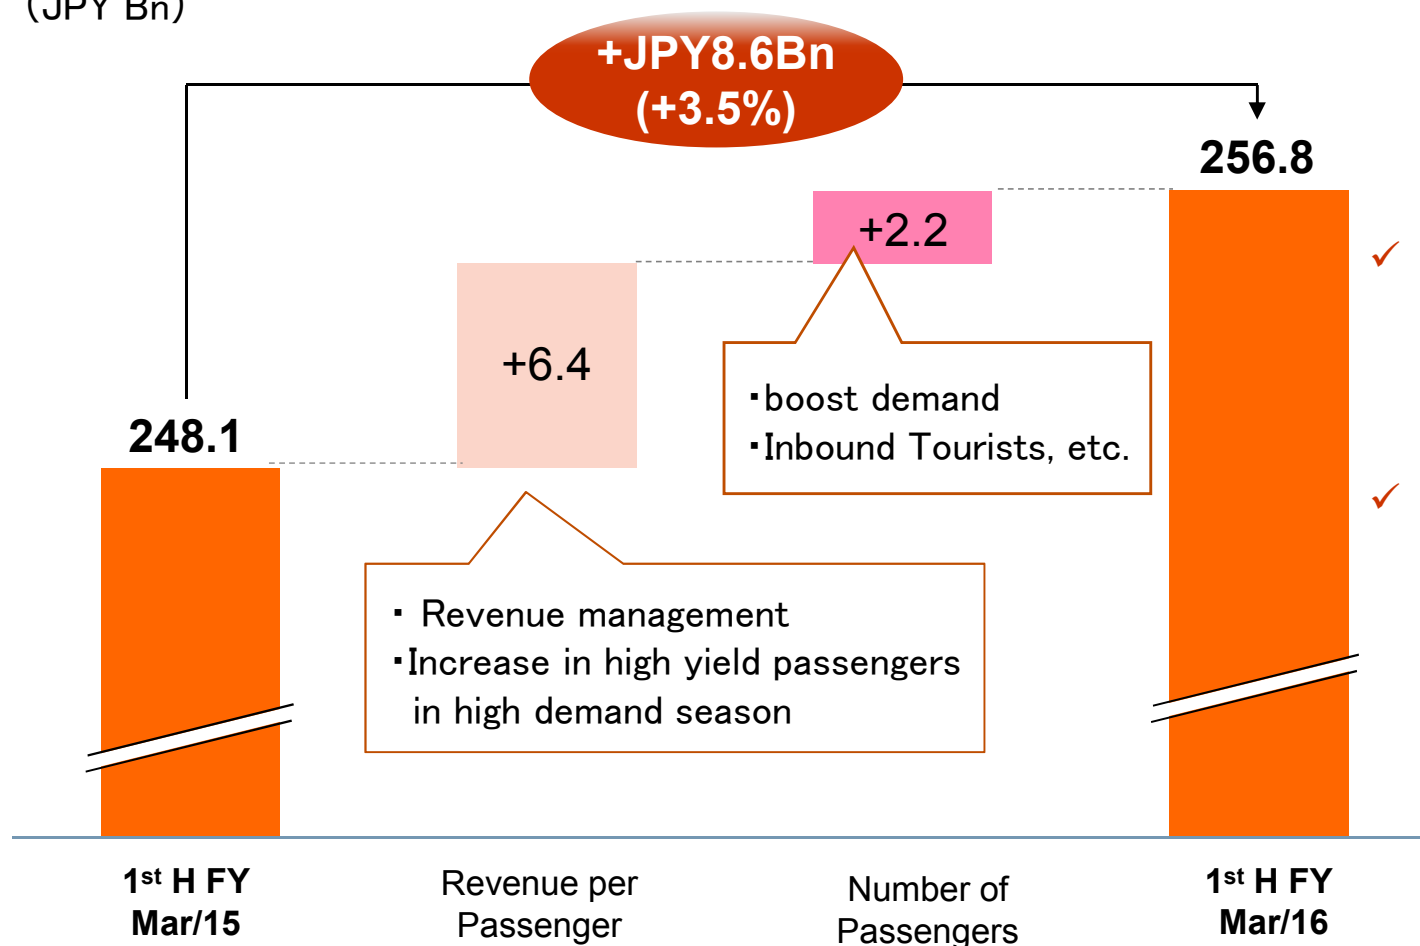 (JPY Bn)
+JPY8.6Bn
(+3.5%)
256.8
+2.2
+6.4
248.1
・boost demand
・Inbound Tourists, etc.
・ Revenue management
・Increase in high yield passengers
in high demand season
1st H FY
Mar/15
Revenue per
Passenger
Number of
Passengers
1st H FY
Mar/16